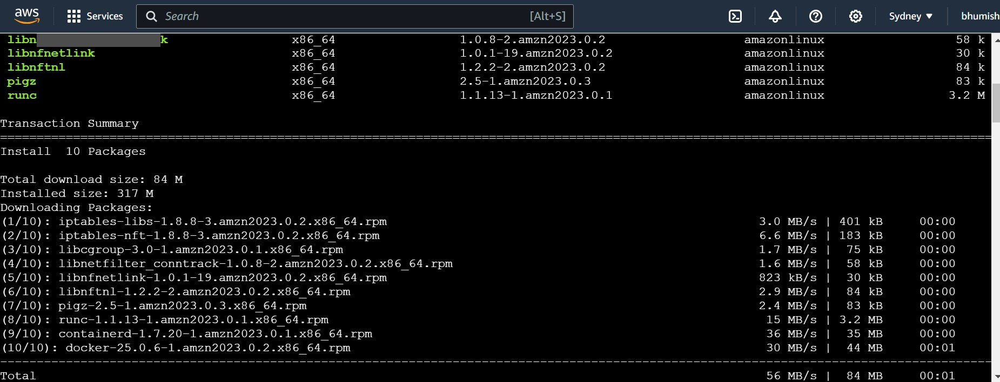 aws Services Search [Alt+S] Sydney bhumish
libn k x86_64 1.0.8-2.amzn2023.0.2 amazonlinux 58 k
libnfnetlink x86_64 1.0.1-19.amzn2023.0.2 amazonlinux 30 k
libnftnl x86_64 1.2.2-2.amzn2023.0.2 amazonlinux 84 k
pigz x86_64 2.5-1.amzn2023.0.3 amazonlinux 83 k
runc x86_64 1.1.13-1.amzn2023.0.1 amazonlinux 3.2 M
Transaction Summary
Install 10 Packages
Total download size: 84 M
Installed size: 317 M
Downloading Packages:
(1/10): iptables-libs-1.8.8-3.amzn2023.0.2.x86_64.rpm 3.0 MB/s | 401 kB 00:00
(2/10): iptables-nft-1.8.8-3.amzn2023.0.2.x86_64.rpm 6.6 MB/s | 183 kB 00:00
(3/10): libcgroup-3.0-1.amzn2023.0.1.x86_64.rpm 1.7 MB/s | 75 kB 00:00
(4/10): libnetfilter_conntrack-1.0.8-2.amzn2023.0.2.x86_64.rpm 1.6 MB/s | 58 kB 00:00
(5/10): libnfnetlink-1.0.1-19.amzn2023.0.2.x86_64.rpm 823 kB/s | 30 kB 00:00
(6/10): libnftnl-1.2.2-2.amzn2023.0.2.x86_64.rpm 2.9 MB/s | 84 kB 00:00
(7/10): pigz-2.5-1.amzn2023.0.3.x86_64.rpm 2.4 MB/s | 83 kB 00:00
(8/10): runc-1.1.13-1.amzn2023.0.1.x86_64.rpm 15 MB/s | 3.2 MB 00:00
(9/10): containerd-1.7.20-1.amzn2023.0.1.x86_64.rpm 36 MB/s | 35 MB 00:00
(10/10): docker-25.0.6-1.amzn2023.0.2.x86_64.rpm 30 MB/s | 44 MB 00:01
Total 56 MB/s | 84 MB 00:01